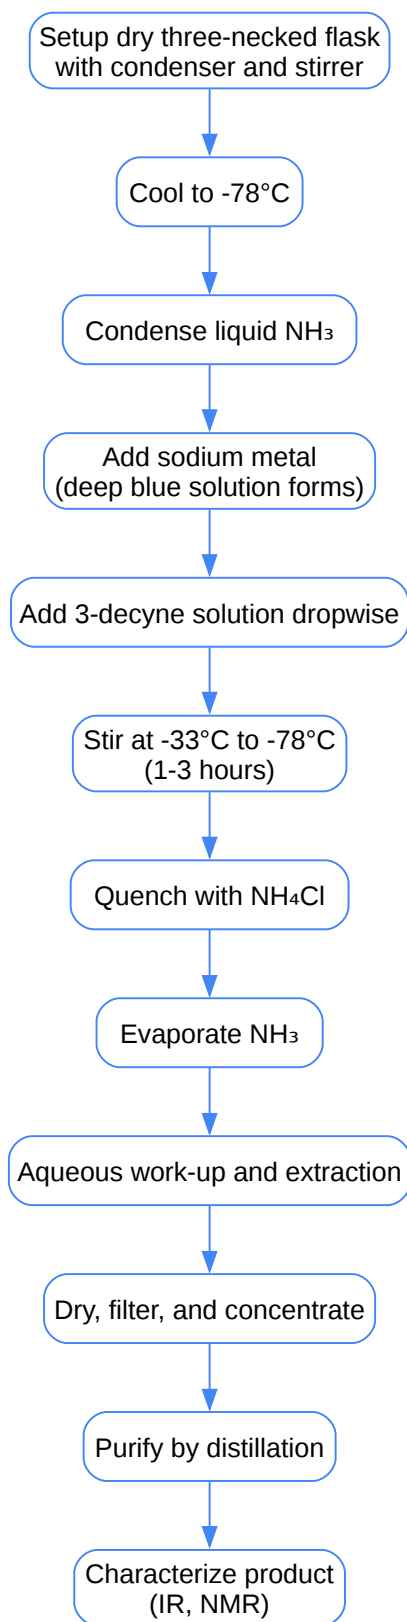 Setup dry three-necked flask
with condenser and stirrer
Cool to -78°C
Condense liquid NH₃
Add sodium metal
(deep blue solution forms)
Add 3-decyne solution dropwise
Stir at -33°C to -78°C
(1-3 hours)
Quench with NH₄Cl
Evaporate NH₃
Aqueous work-up and extraction
Dry, filter, and concentrate
Purify by distillation
Characterize product
(IR, NMR)